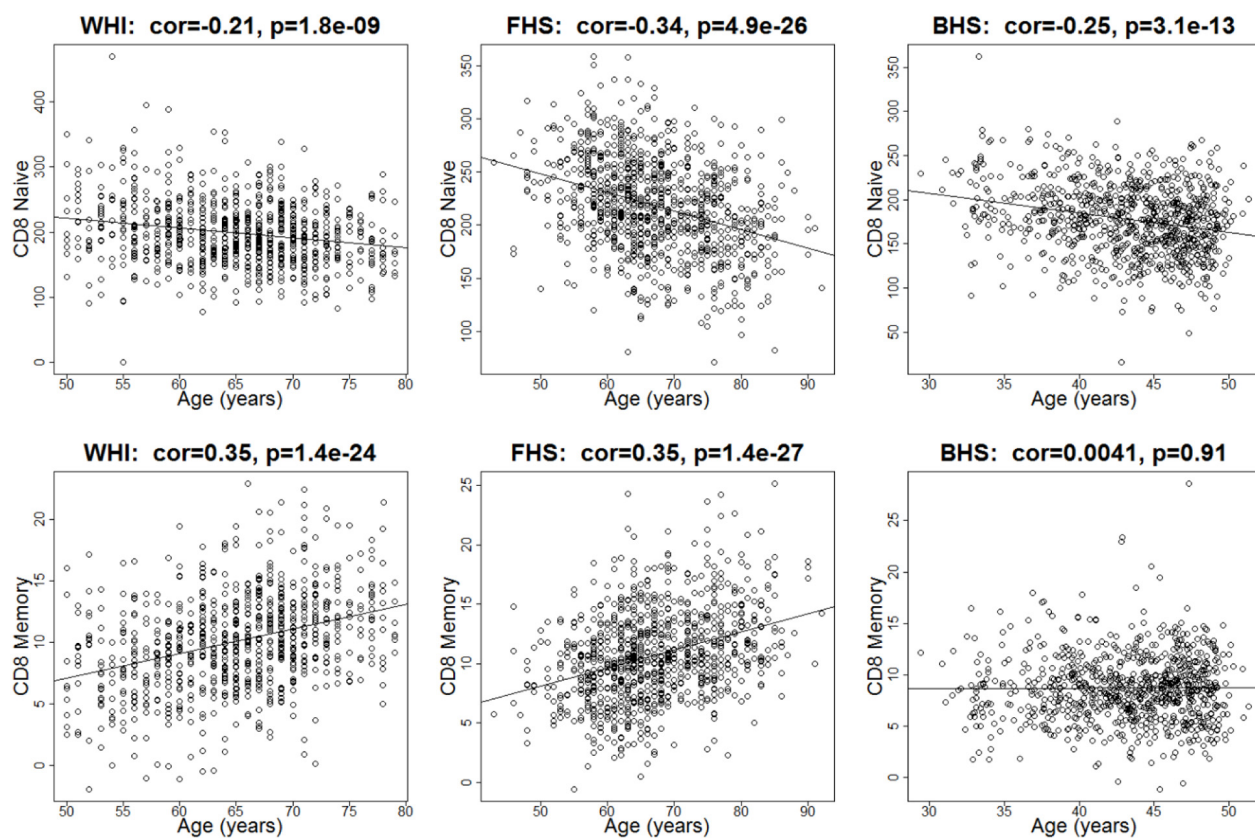 WHI: cor=-0.21, p=1.8e-09
CD8 Naive
0 100 200 300 400
50 55 60 65 70 75 80
Age (years)
FHS: cor=-0.34, p=4.9e-26
CD8 Naive
100 150 200 250 300 350
50 60 70 80 90
Age (years)
BHS: cor=-0.25, p=3.1e-13
CD8 Naive
50 100 150 200 250 300 350
30 35 40 45 50
Age (years)
WHI: cor=0.35, p=1.4e-24
CD8 Memory
0 5 10 15 20
50 55 60 65 70 75 80
Age (years)
FHS: cor=0.35, p=1.4e-27
CD8 Memory
0 5 10 15 20 25
50 60 70 80 90
Age (years)
BHS: cor=0.0041, p=0.91
CD8 Memory
0 5 10 15 20 25
30 35 40 45 50
Age (years)